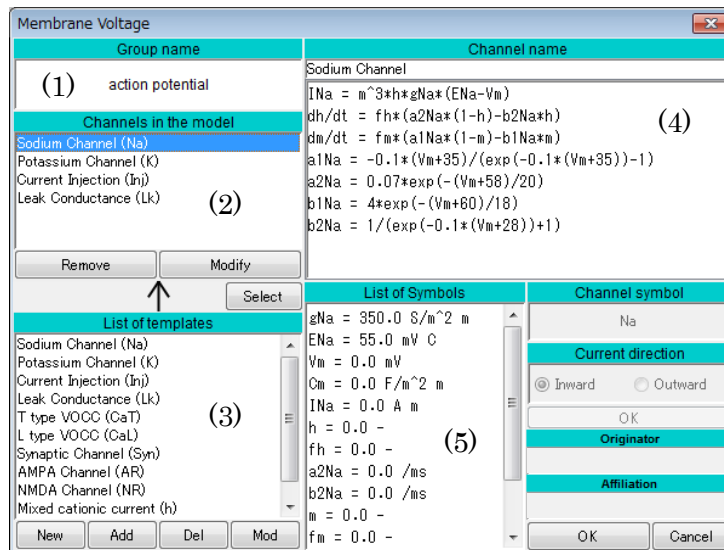 Membrane Voltage
Group name
(1)
action potential
Channels in the model
Sodium Channel (Na)
Potassium Channel (K)
Current Injection (Inj)
Leak Conductance (Lk)
(2)
Remove
Modify
Select
List of templates
Sodium Channel (Na)
Potassium Channel (K)
Current Injection (Inj)
Leak Conductance (Lk)
T type VOCC (CaT)
L type VOCC (CaL)
Synaptic Channel (Syn)
AMPA Channel (AR)
NMDA Channel (NR)
Mixed cationic current (h)
(3)
New
Add
Del
Mod
Channel name
Sodium Channel
INa = m^3*h*gNa*(ENa-Vm)
dh/dt = fh*(a2Na*(1-h)-b2Na*h)
dm/dt = fm*(a1Na*(1-m)-b1Na*m)
a1Na = -0.1*(Vm+35)/(exp(-0.1*(Vm+35))-1)
a2Na = 0.07*exp(-(Vm+58)/20)
b1Na = 4*exp(-(Vm+60)/18)
b2Na = 1/(exp(-0.1*(Vm+28))+1)
(4)
List of Symbols
gNa = 350.0 S/m^2 m
ENa = 55.0 mV C
Vm = 0.0 mV
Cm = 0.0 F/m^2 m
INa = 0.0 A m
h = 0.0 -
fh = 0.0 -
a2Na = 0.0 /ms
b2Na = 0.0 /ms
m = 0.0 -
fm = 0.0 -
(5)
Channel symbol
Na
Current direction
Inward
Outward
OK
Originator
Affiliation
OK
Cancel